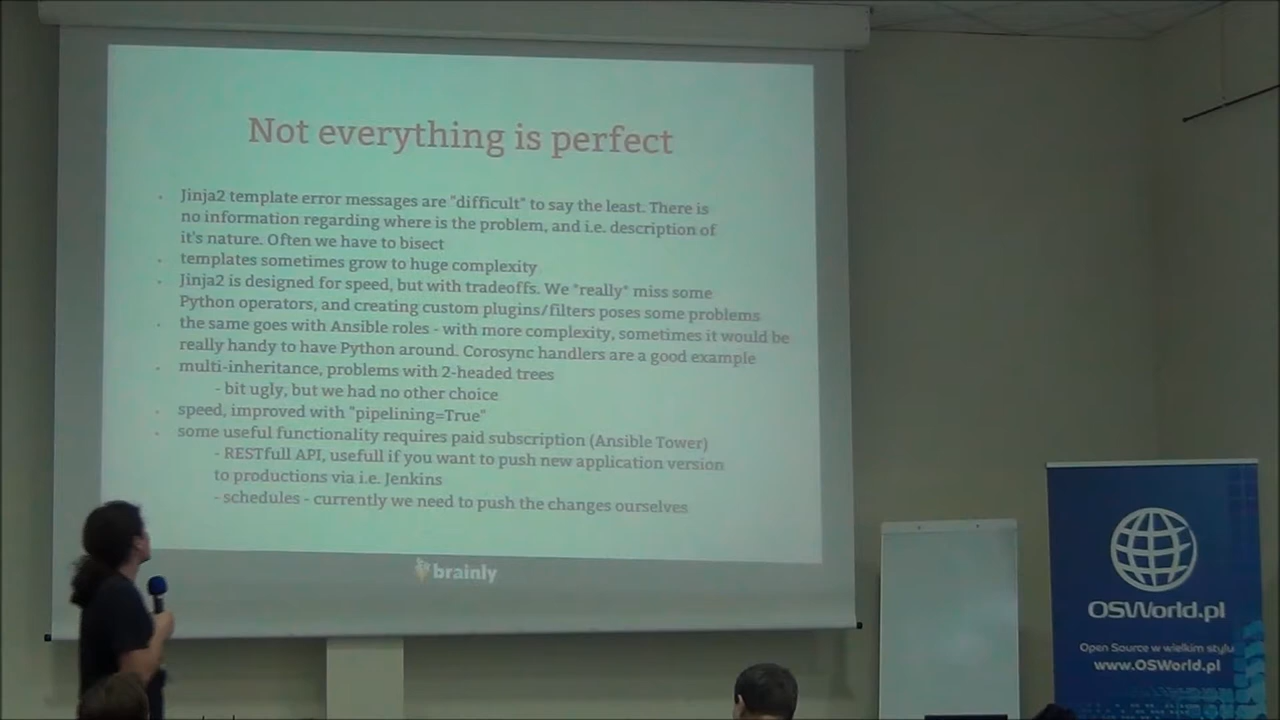 Not everything is perfect
Jinja2 template error messages are "difficult" to say the least. There is
no information regarding where is the problem, and i.e. description of
it's nature. Often we have to bisect
templates sometimes grow to huge complexity
Jinja2 is designed for speed, but with tradeoffs. We "really" miss some
Python operators, and creating custom plugins/filters poses some problems
the same goes with Ansible roles - with more complexity, sometimes it would be
really handy to have Python around. Corosync handlers are a good example
multi-inheritance, problems with 2-headed trees
- bit ugly, but we had no other choice
speed, improved with "pipelining=True"
some useful functionality requires paid subscription (Ansible Tower)
- RESTfull API, usefull if you want to push new application version
to productions via i.e. Jenkins
- schedules - currently we need to push the changes ourselves
brainly
OSWorld.pl
Open Source w wielkim stylu
www.OSWorld.pl